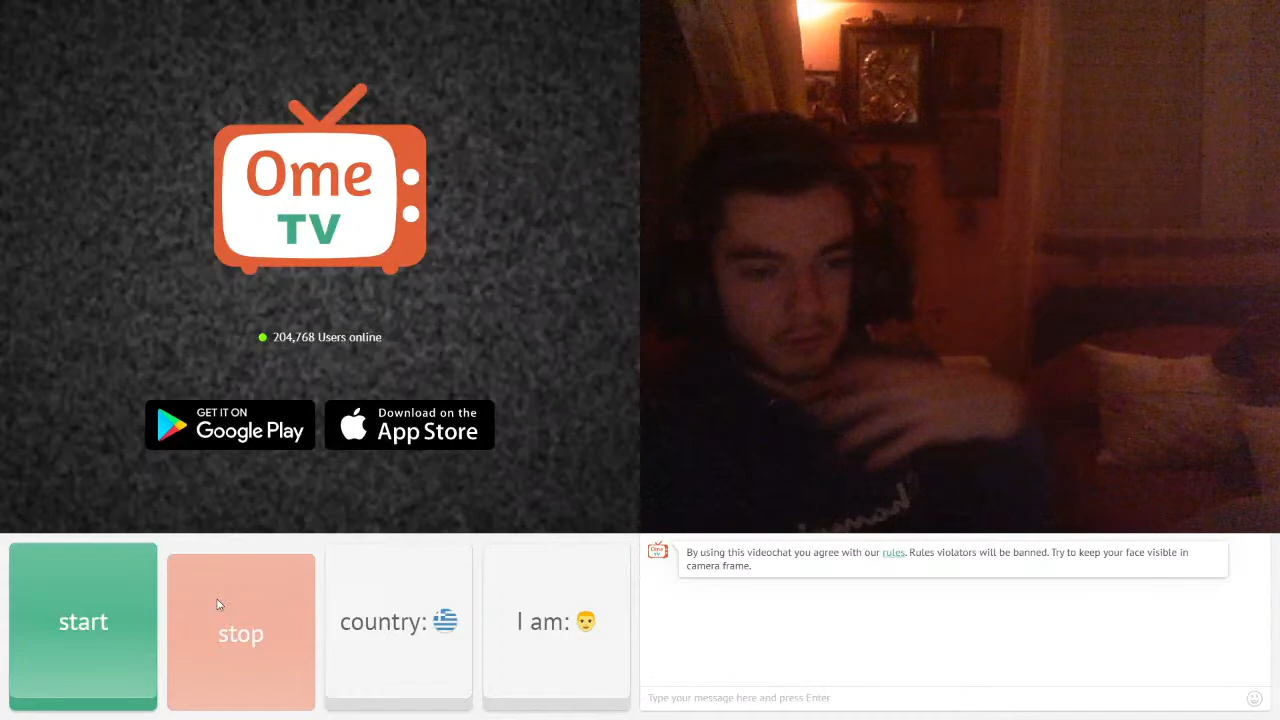 Ome
TV
204,768 Users online
GET IT ON
Google Play
Download on the
App Store
start
stop
country:
I am:
Ome
TV
By using this videochat you agree with our rules. Rules violators will be banned. Try to keep your face visible in
camera frame.
Type your message here and press Enter